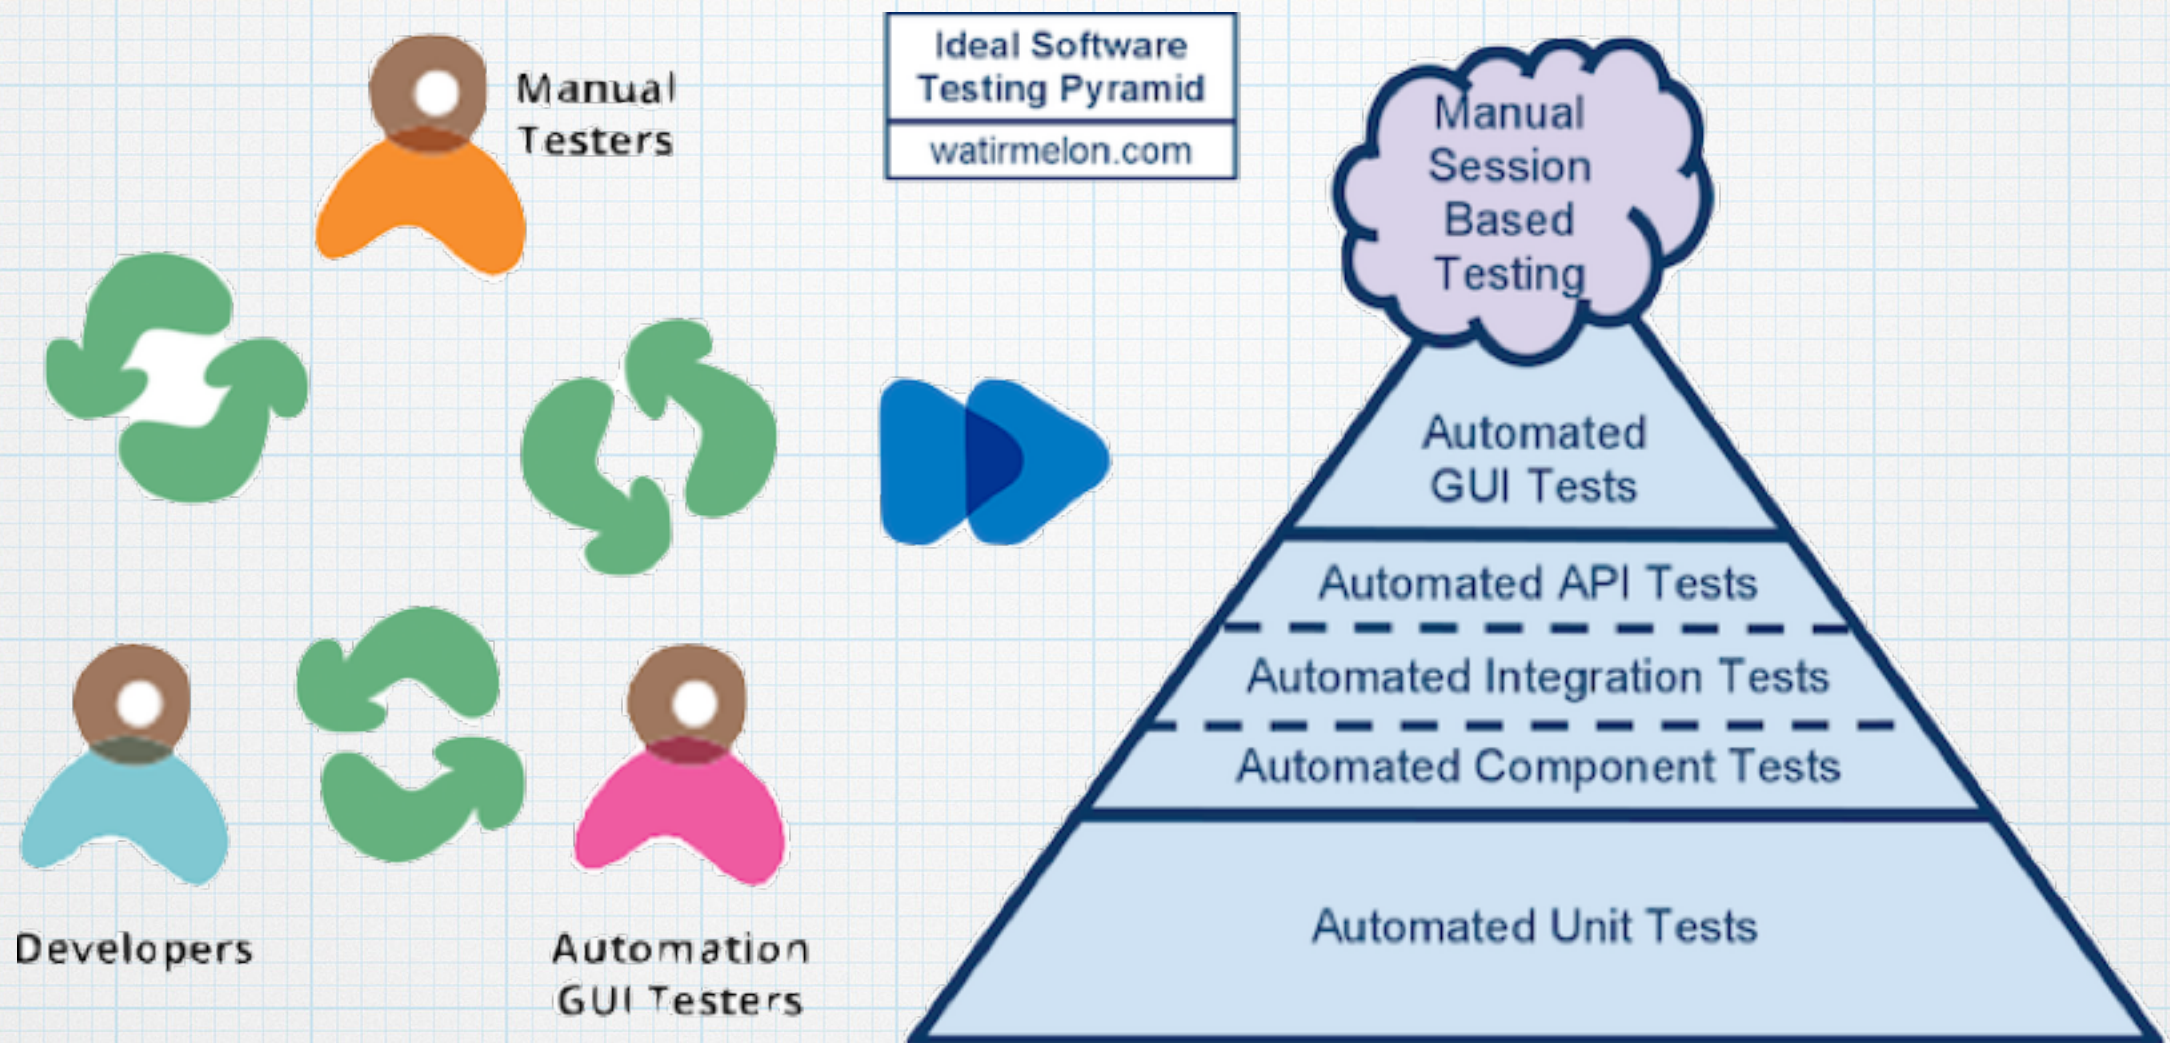 Manual
Testers
Ideal Software
Testing Pyramid
watirmelon.com
Manual
Session
Based
Testing
Automated
GUI Tests
Automated API Tests
Automated Integration Tests
Automated Component Tests
Automated Unit Tests
Developers
Automation
GUI Testers